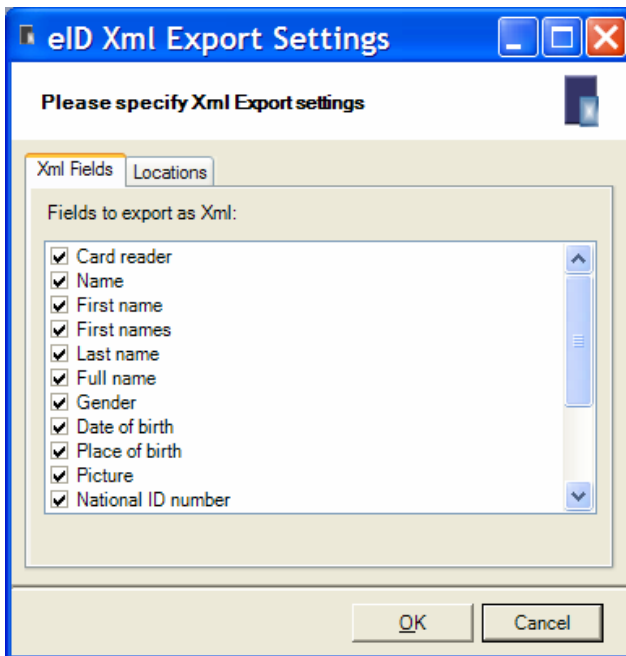 eID Xml Export Settings
Please specify Xml Export settings
Xml Fields Locations
Fields to export as Xml:
Card reader
Name
First name
First names
Last name
Full name
Gender
Date of birth
Place of birth
Picture
National ID number
OK Cancel